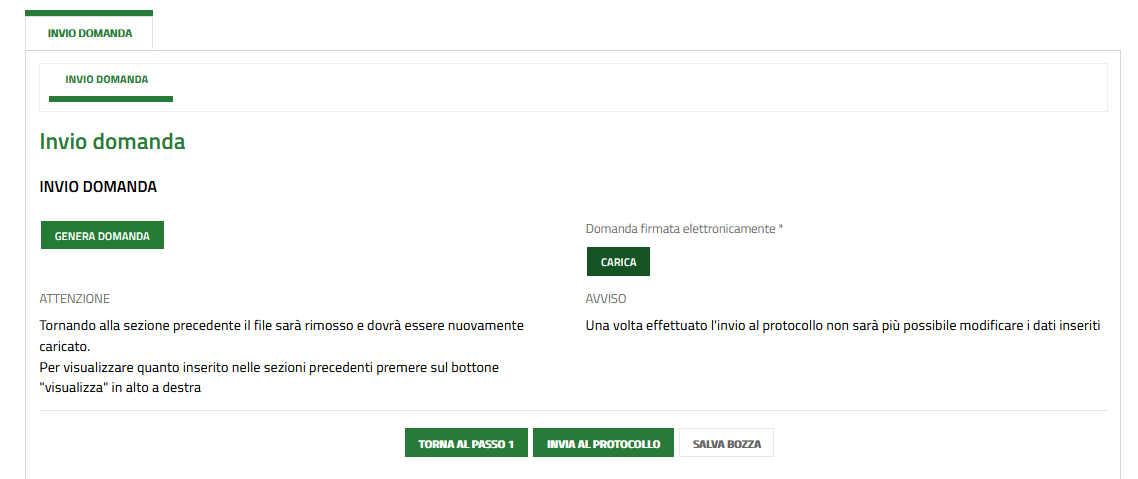 INVIO DOMANDA
INVIO DOMANDA
Invio domanda
INVIO DOMANDA
GENERA DOMANDA
Domanda firmata elettronicamente *
CARICA
ATTENZIONE
Tornando alla sezione precedente il file sarà rimosso e dovrà essere nuovamente
caricato.
Per visualizzare quanto inserito nelle sezioni precedenti premere sul bottone
"visualizza" in alto a destra
AVVISO
Una volta effettuato l'invio al protocollo non sarà più possibile modificare i dati inseriti
TORNA AL PASSO 1
INVIA AL PROTOCOLLO
SALVA BOZZA